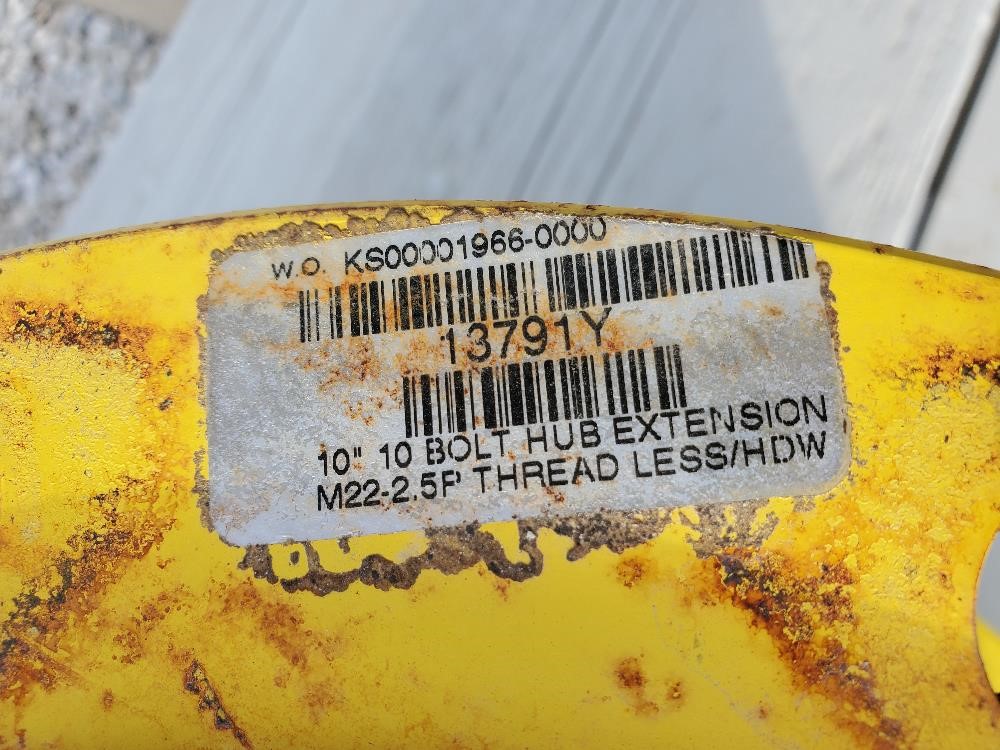 W.O. KS00001966-0000
13791Y
10" 10 BOLT HUB EXTENSION
M22-2.5P THREAD LESS/HDW